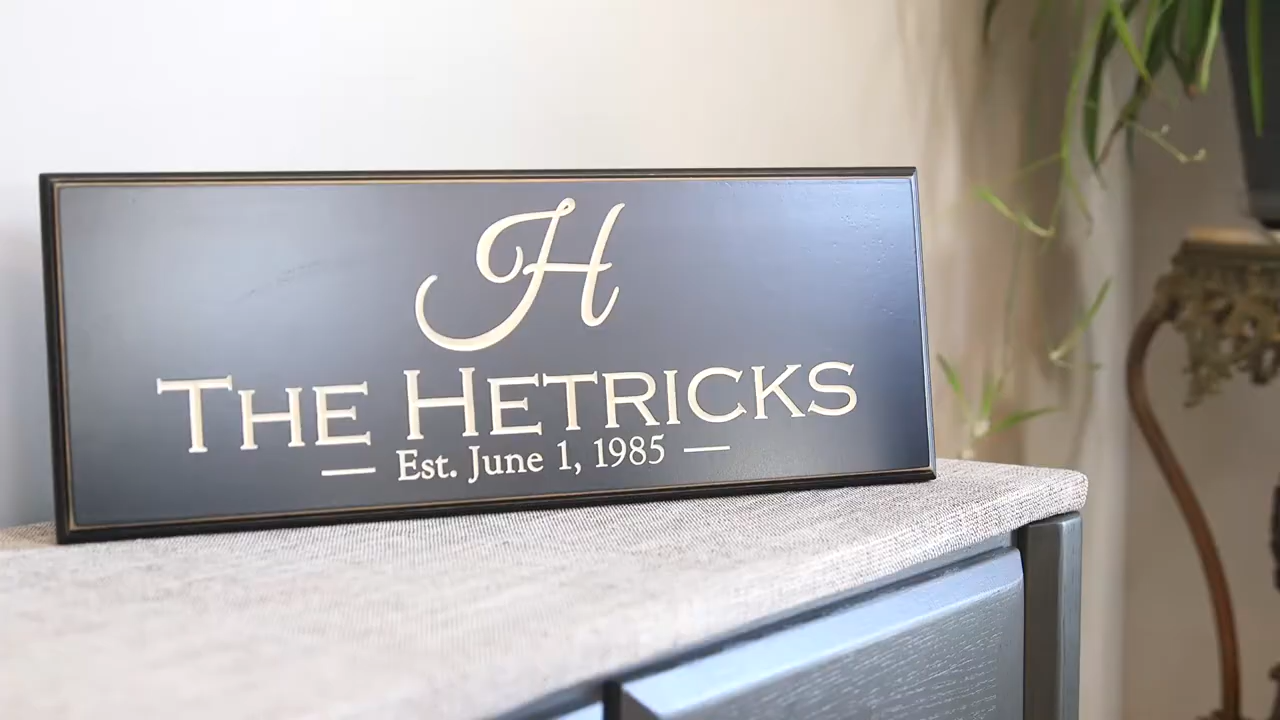 H
THE HETRICKS
— Est. June 1, 1985 —